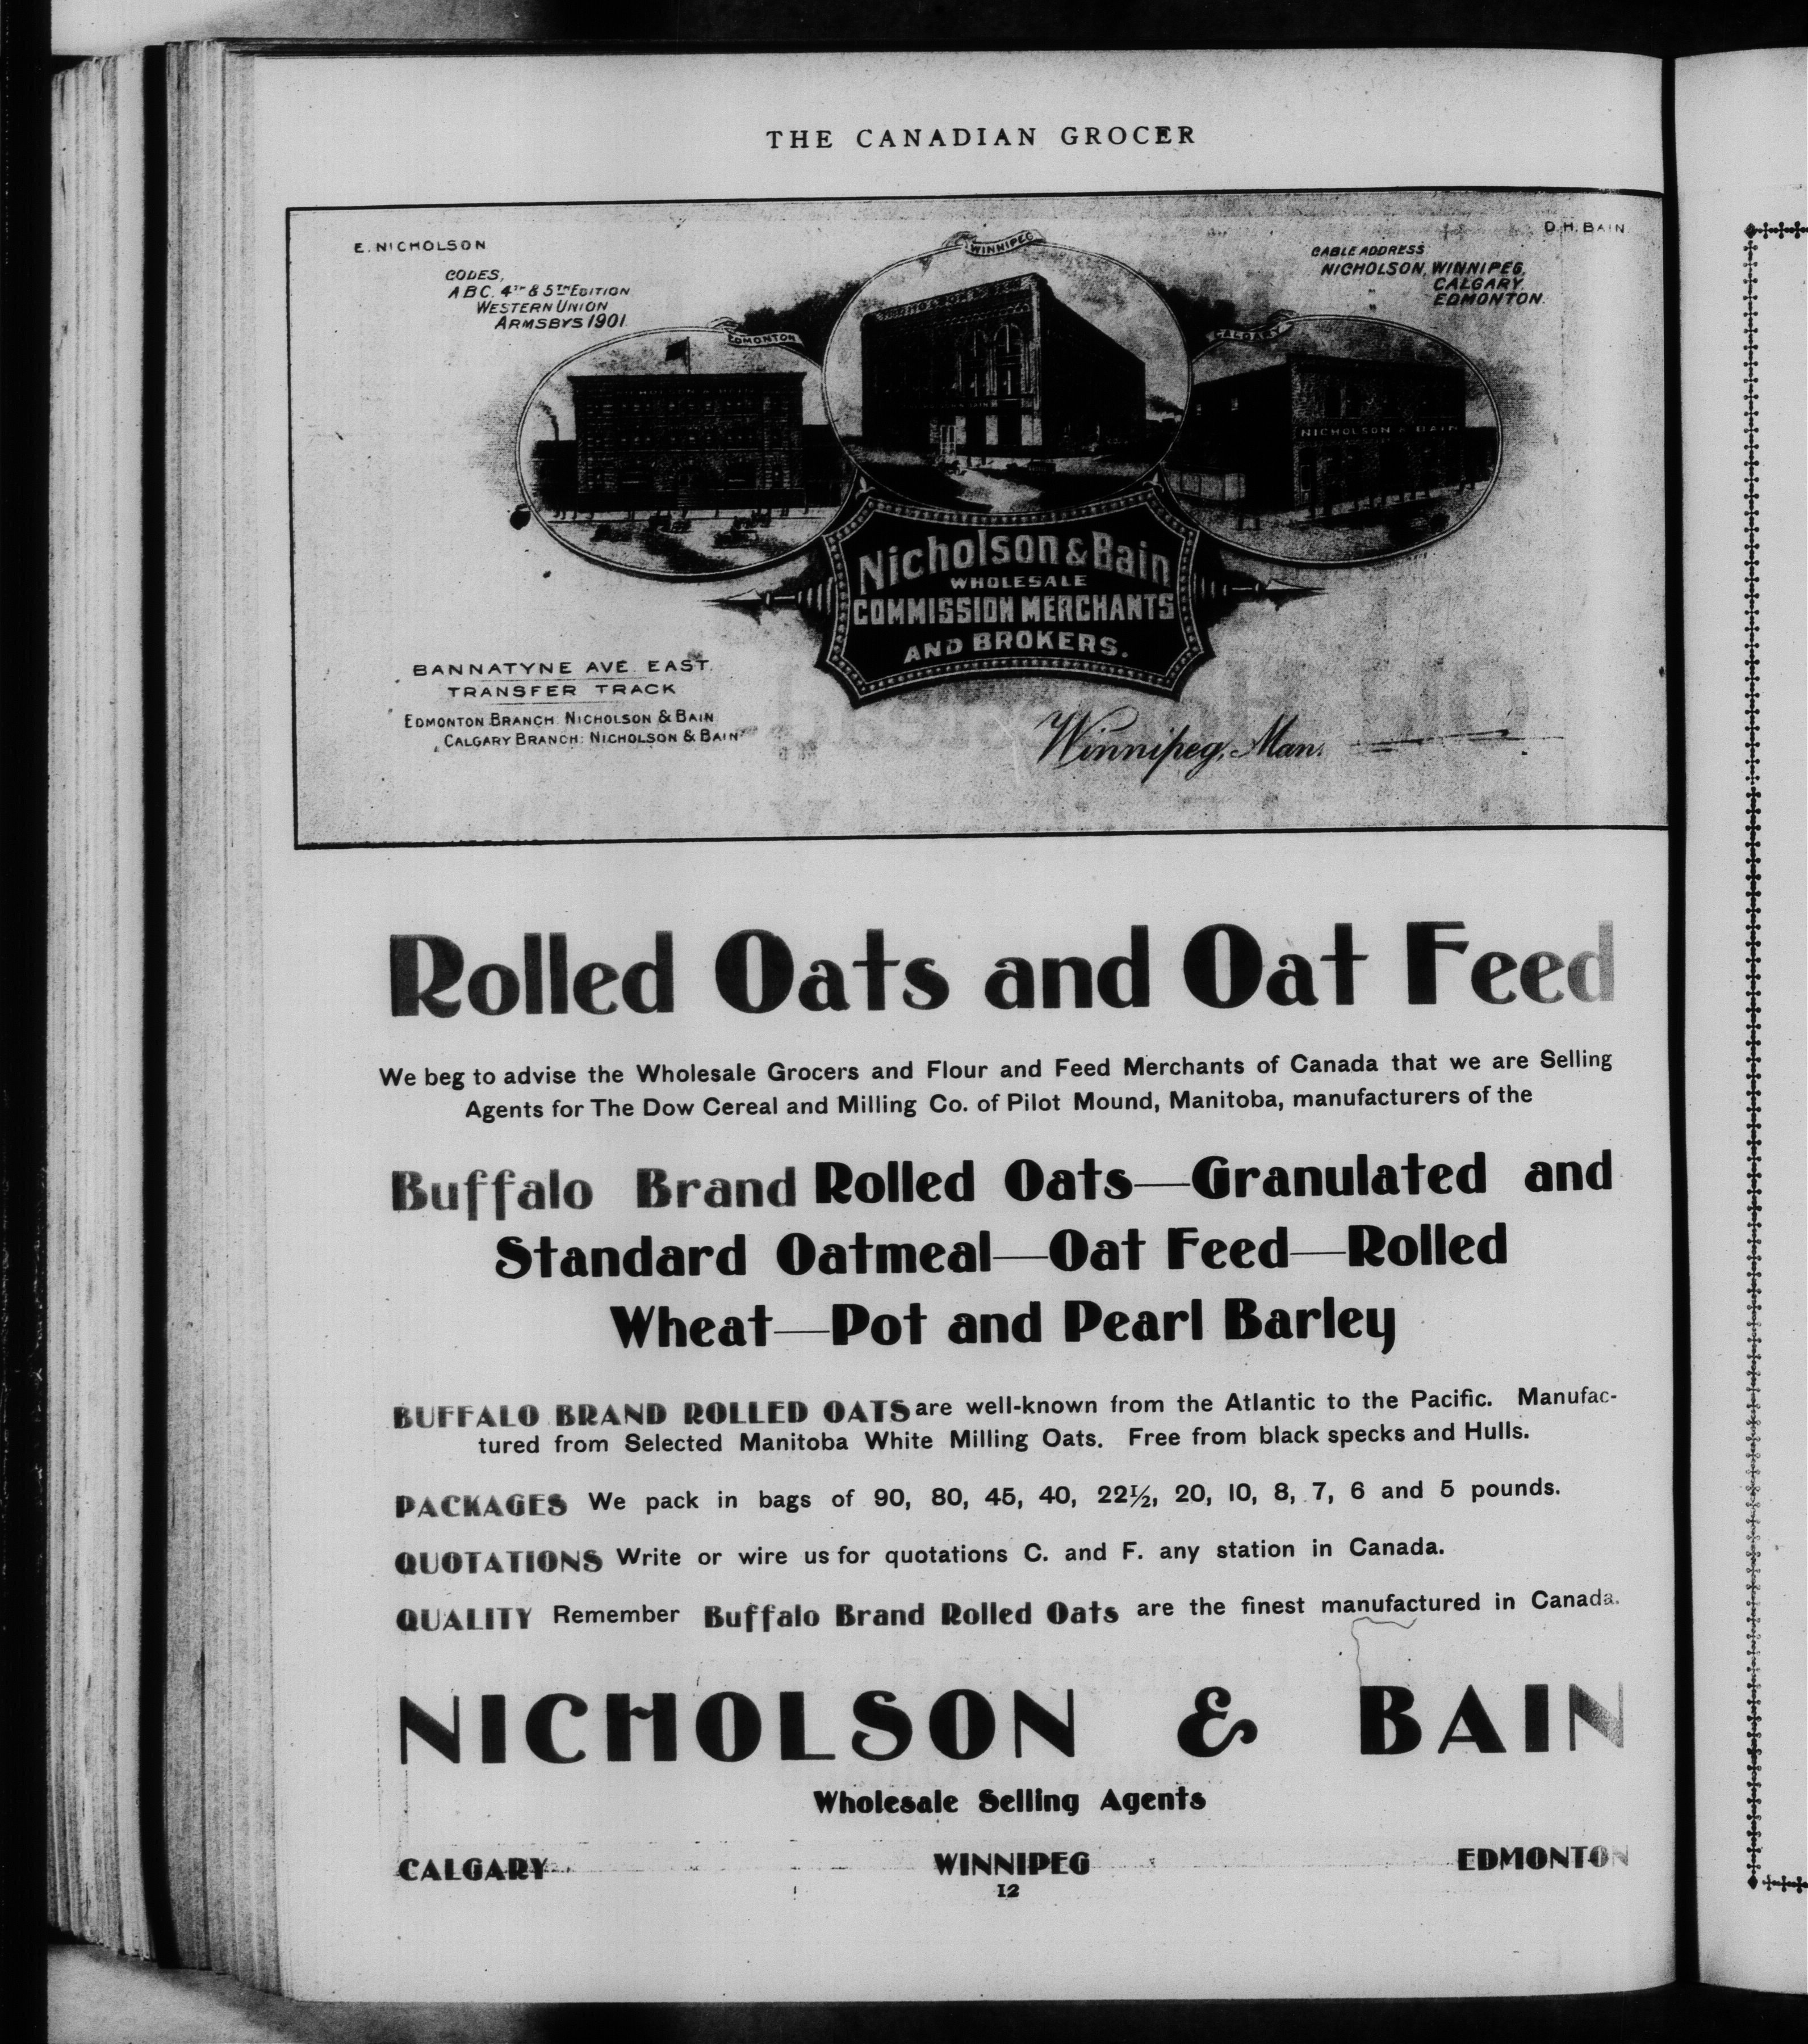 THE CANADIAN GROCER
E. NICHOLSON
D.H. BAIN
CODES,
ABC. 4TH & 5TH EDITION
WESTERN UNION
ARMSBYS 1901
CABLE ADDRESS
NICHOLSON, WINNIPEG,
" CALGARY.
" EDMONTON.
WINNIPEG
EDMONTON
CALGARY
NICHOLSON & BAIN
Nicholson & Bain
WHOLESALE
COMMISSION MERCHANTS
AND BROKERS.
BANNATYNE AVE. EAST.
TRANSFER TRACK
EDMONTON BRANCH: NICHOLSON & BAIN
CALGARY BRANCH: NICHOLSON & BAIN
Winnipeg, Man.
Rolled Oats and Oat Feed
We beg to advise the Wholesale Grocers and Flour and Feed Merchants of Canada that we are Selling
Agents for The Dow Cereal and Milling Co. of Pilot Mound, Manitoba, manufacturers of the
Buffalo Brand Rolled Oats—Granulated and
Standard Oatmeal—Oat Feed—Rolled
Wheat—Pot and Pearl Barley
BUFFALO BRAND ROLLED OATS are well-known from the Atlantic to the Pacific. Manufac-
tured from Selected Manitoba White Milling Oats. Free from black specks and Hulls.
PACKAGES We pack in bags of 90, 80, 45, 40, 22½, 20, 10, 8, 7, 6 and 5 pounds.
QUOTATIONS Write or wire us for quotations C. and F. any station in Canada.
QUALITY Remember Buffalo Brand Rolled Oats are the finest manufactured in Canada.
NICHOLSON & BAIN
Wholesale Selling Agents
CALGARY WINNIPEG EDMONTON
12